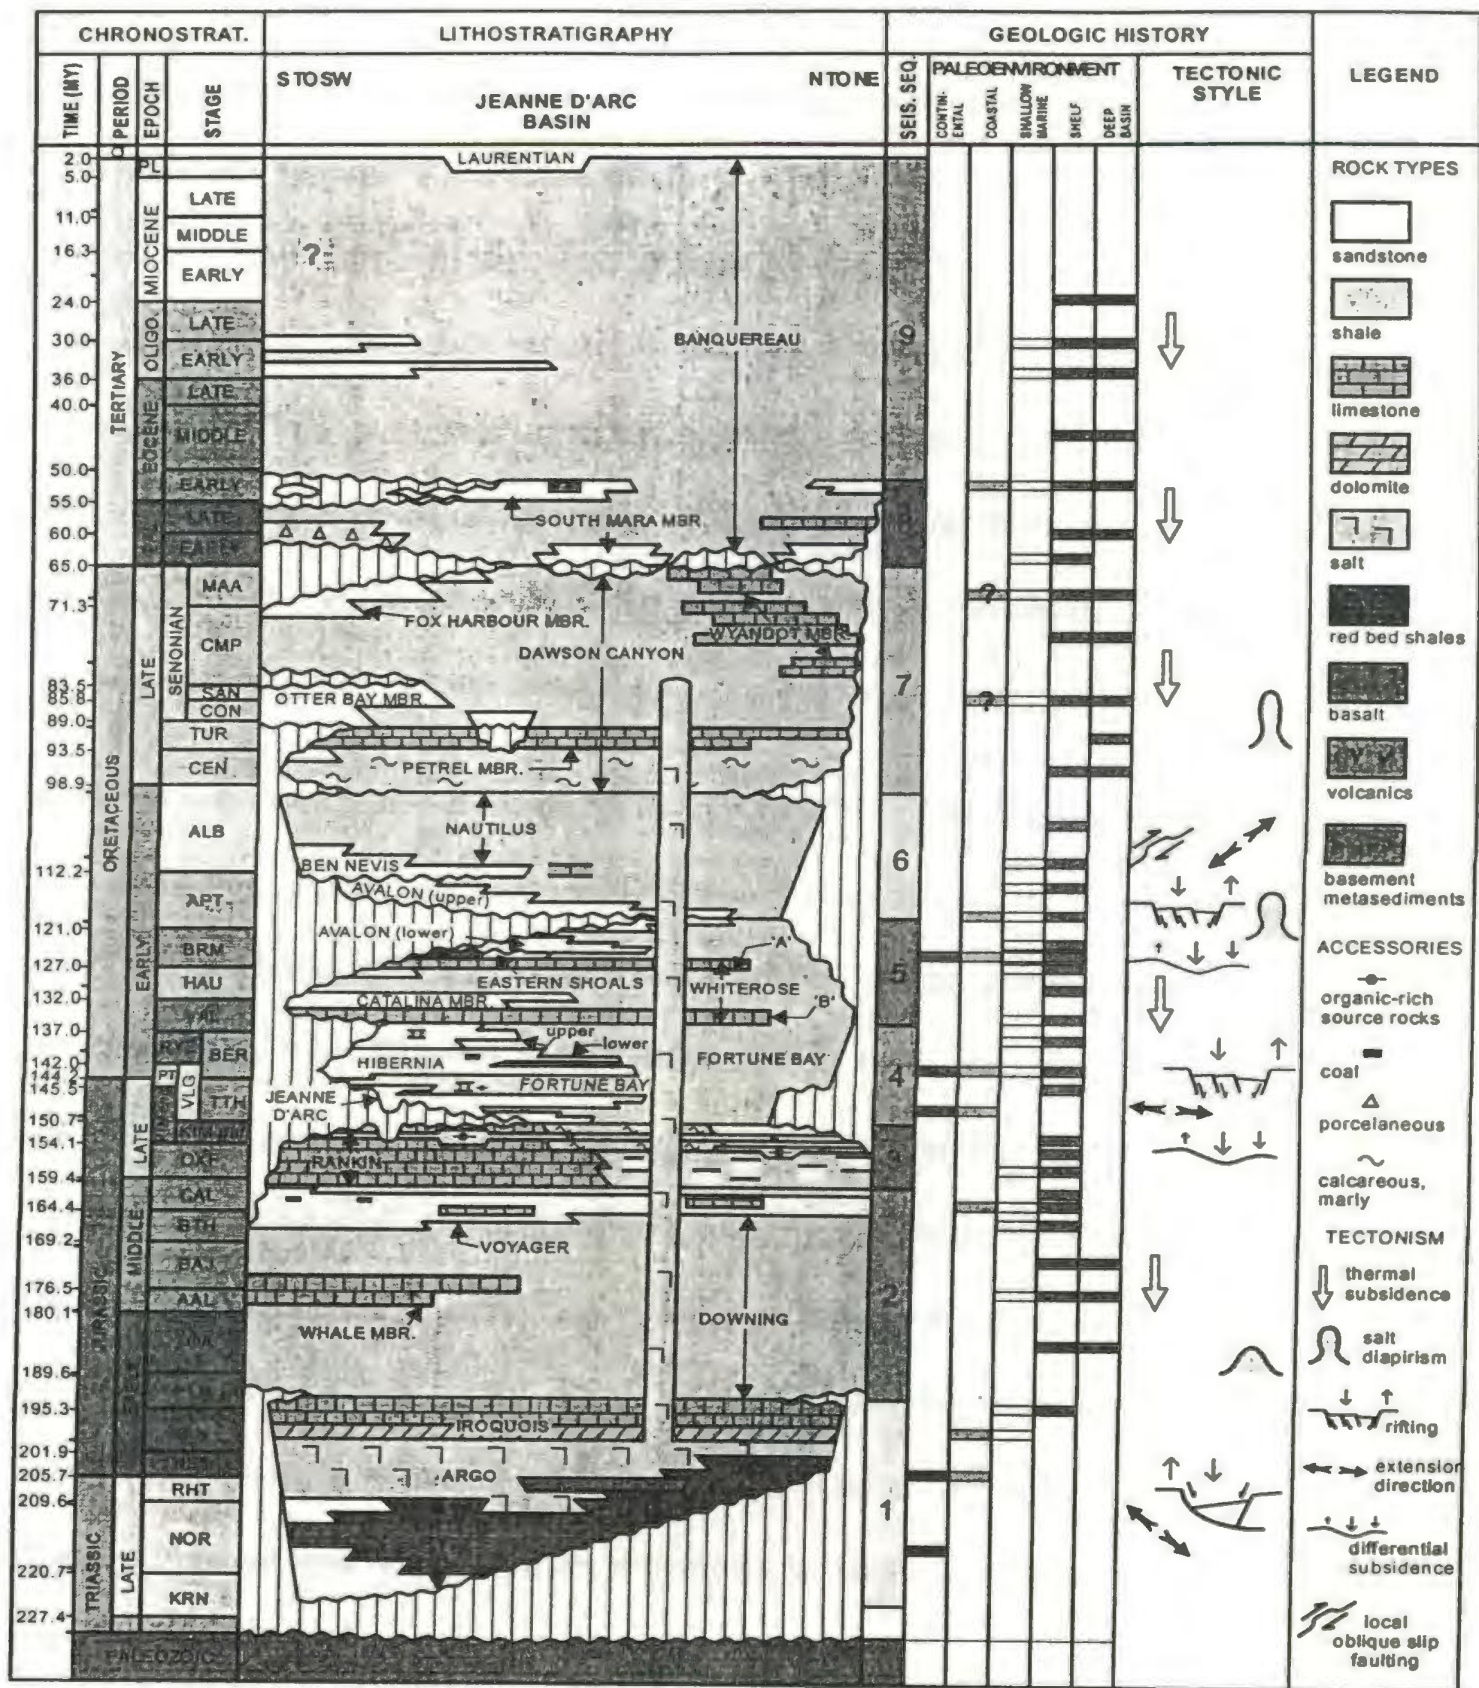 CHRONOSTRAT.
LITHOSTRATIGRAPHY
GEOLOGIC HISTORY
TIME (MY)
PERIOD
EPOCH
STAGE
S TO SW
N TO NE
JEANNE D'ARC
BASIN
SEIS. SEQ.
PALEOENVIRONMENT
CONTIN-
ENTAL
COASTAL
SHALLOW
MARINE
SHELF
DEEP
BASIN
TECTONIC
STYLE
LEGEND
2.0
5.0
11.0
16.3
24.0
30.0
36.0
40.0
50.0
55.0
60.0
65.0
71.3
83.5
85.8
89.0
93.5
98.9
112.2
121.0
127.0
132.0
137.0
142.0
144.2
145.5
150.7
154.1
159.4
164.4
169.2
176.5
180.1
189.6
195.3
201.9
205.7
209.6
220.7
227.4
Q
TERTIARY
CRETACEOUS
JURASSIC
TRIASSIC
PALEOZOIC
PL
MIOCENE
OLIGO.
EOCENE
LATE
SENONIAN
EARLY
LATE
MIDDLE
LATE
LATE
MIDDLE
EARLY
LATE
EARLY
LATE
MIDDLE
EARLY
LATE
EARLY
MAA
CMP
SAN
CON
TUR
CEN
ALB
APT
BRM
HAU
VAL
RY
BER
PT
VLG
TTH
KIM
OXF
CAL
BTH
BAJ
AAL
RHT
NOR
KRN
LAURENTIAN
?
BANQUEREAU
SOUTH MARA MBR.
FOX HARBOUR MBR.
WYANDOT MBR.
DAWSON CANYON
OTTER BAY MBR.
PETREL MBR.
NAUTILUS
BEN NEVIS
AVALON (upper)
AVALON (lower)
'A'
EASTERN SHOALS
WHITEROSE
CATALINA MBR.
'B'
upper
lower
HIBERNIA
FORTUNE BAY
FORTUNE BAY
JEANNE
D'ARC
RANKIN
VOYAGER
WHALE MBR.
DOWNING
IROQUOIS
ARGO
9
8
7
6
5
4
3
2
1
?
?
ROCK TYPES
sandstone
shale
limestone
dolomite
salt
red bed shales
basalt
volcanics
basement
metasediments
ACCESSORIES
organic-rich
source rocks
coal
porcelaneous
calcareous,
marly
TECTONISM
thermal
subsidence
salt
diapirism
rifting
extension
direction
differential
subsidence
local
oblique slip
faulting